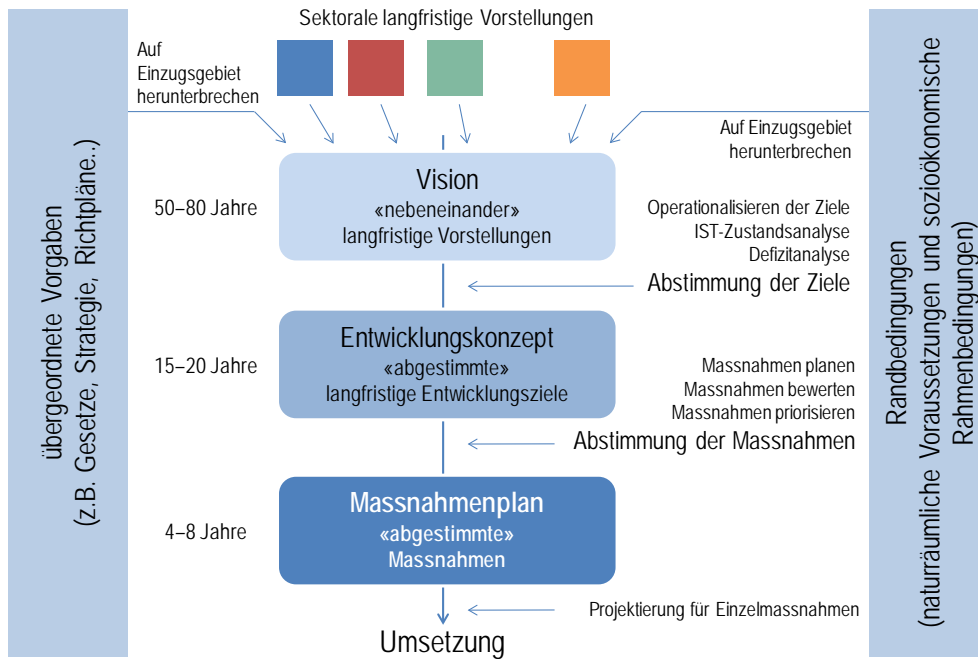 Sektorale langfristige Vorstellungen
Auf
Einzugsgebiet
herunterbrechen
Auf Einzugsgebiet
herunterbrechen
Vision
«nebeneinander»
langfristige Vorstellungen
50–80 Jahre
Operationalisieren der Ziele
IST-Zustandsanalyse
Defizitanalyse
Abstimmung der Ziele
Entwicklungskonzept
«abgestimmte»
langfristige Entwicklungsziele
15–20 Jahre
Massnahmen planen
Massnahmen bewerten
Massnahmen priorisieren
Abstimmung der Massnahmen
Massnahmenplan
«abgestimmte»
Massnahmen
4–8 Jahre
Projektierung für Einzelmassnahmen
Umsetzung
übergeordnete Vorgaben
(z.B. Gesetze, Strategie, Richtpläne..)
Randbedingungen
(naturräumliche Voraussetzungen und sozioökonomische
Rahmenbedingungen)